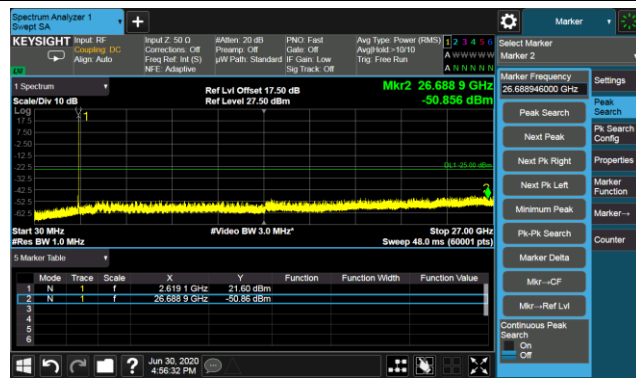 Spectrum Analyzer 1
Swept SA
Marker
KEYSIGHT
Input: RF
Coupling: DC
Align: Auto
Input Z: 50 Ω
Corrections: Off
Freq Ref: Int (S)
NFE: Adaptive
#Atten: 20 dB
Preamp: Off
µW Path: Standard
PNO: Fast
Gate: Off
IF Gain: Low
Sig Track: Off
Avg Type: Power (RMS)
Avg|Hold:>10/10
Trig: Free Run
1 2 3 4 5 6
A W W W W W
A N N N N N
Select Marker
Marker 2
LXI
1 Spectrum
Ref Lvl Offset 17.50 dB
Mkr2 26.688 9 GHz
Scale/Div 10 dB
Ref Level 27.50 dBm
-50.856 dBm
Log
17.5
7.50
-2.50
-12.5
-22.5
-32.5
-42.5
-52.5
-62.5
1
2
DL1 -25.00 dBm
Start 30 MHz
#Video BW 3.0 MHz*
Stop 27.00 GHz
#Res BW 1.0 MHz
Sweep 48.0 ms (60001 pts)
5 Marker Table
Mode Trace Scale X Y Function Function Width Function Value
1 N 1 f 2.619 1 GHz 21.60 dBm
2 N 1 f 26.688 9 GHz -50.86 dBm
3
4
5
6
Marker Frequency
26.688946000 GHz
Peak Search
Next Peak
Next Pk Right
Next Pk Left
Minimum Peak
Pk-Pk Search
Marker Delta
Mkr→CF
Mkr→Ref Lvl
Continuous Peak
Search
On
Off
Settings
Peak
Search
Pk Search
Config
Properties
Marker
Function
Marker→
Counter
Jun 30, 2020
4:56:32 PM